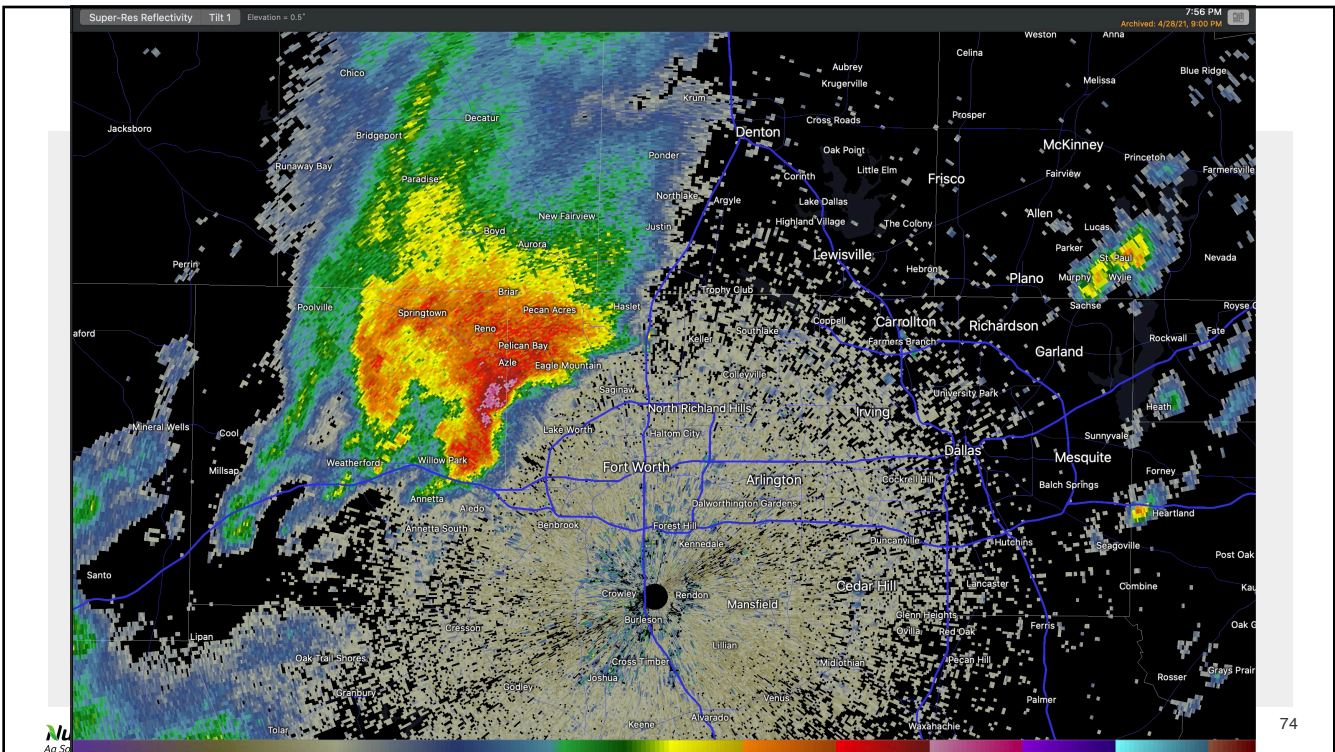 Super-Res Reflectivity Tilt 1 Elevation = 0.5°
7:56 PM
Archived: 4/28/21, 9:00 PM
Weston Anna
Celina
Chico Aubrey Blue Ridge
Krugerville Melissa
Krum
Decatur Cross Roads Prosper
Jacksboro Bridgeport Denton
Oak Point McKinney
Runaway Bay Ponder Princeton
Paradise Corinth Little Elm Frisco Fairview Farmersville
Northlake Argyle Lake Dallas
New Fairview Highland Village The Colony Allen
Boyd Justin Lucas
Aurora Parker
Perrin Lewisville St. Paul Nevada
Hebron Plano Murphy Wylie
Briar Trophy Club
Poolville Springtown Pecan Acres Haslet Sachse Royse C
aford Reno Southlake Coppell Carrollton Richardson Fate
Pelican Bay Keller Farmers Branch Rockwall
Azle Eagle Mountain Garland
Colleyville
Saginaw University Park
North Richland Hills Irving Heath
Mineral Wells Cool Lake Worth Haltom City Sunnyvale
Weatherford Willow Park Dallas Mesquite
Millsap Fort Worth Forney
Arlington Cockrell Hill Balch Springs
Annetta Dalworthington Gardens
Aledo Heartland
Annetta South Benbrook Forest Hill
Kennedale Duncanville Hutchins Seagoville
Post Oak
Santo Cedar Hill Lancaster Combine Kau
Crowley Rendon Mansfield
Burleson Glenn Heights
Cresson Ovilla Red Oak Ferris Oak G
Lipan Lillian
Oak Trail Shores Cross Timber Midlothian Pecan Hill
Joshua Rosser Grays Prair
Granbury Godley Venus Palmer
Alvarado
Tolar Keene Waxahachie
Nu
Ag So
74